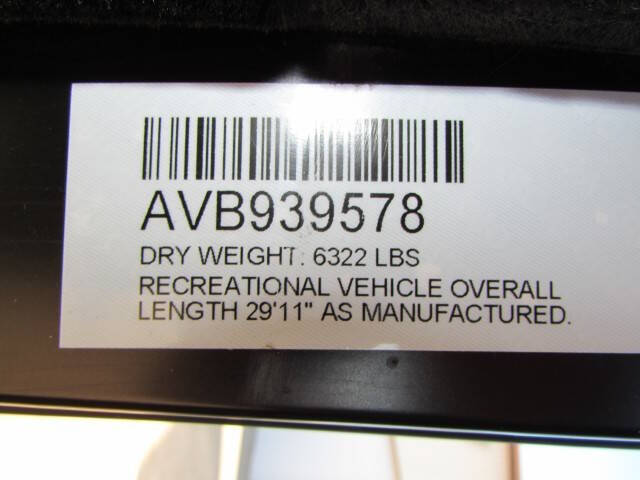 AVB939578
DRY WEIGHT: 6322 LBS
RECREATIONAL VEHICLE OVERALL
LENGTH 29'11" AS MANUFACTURED.